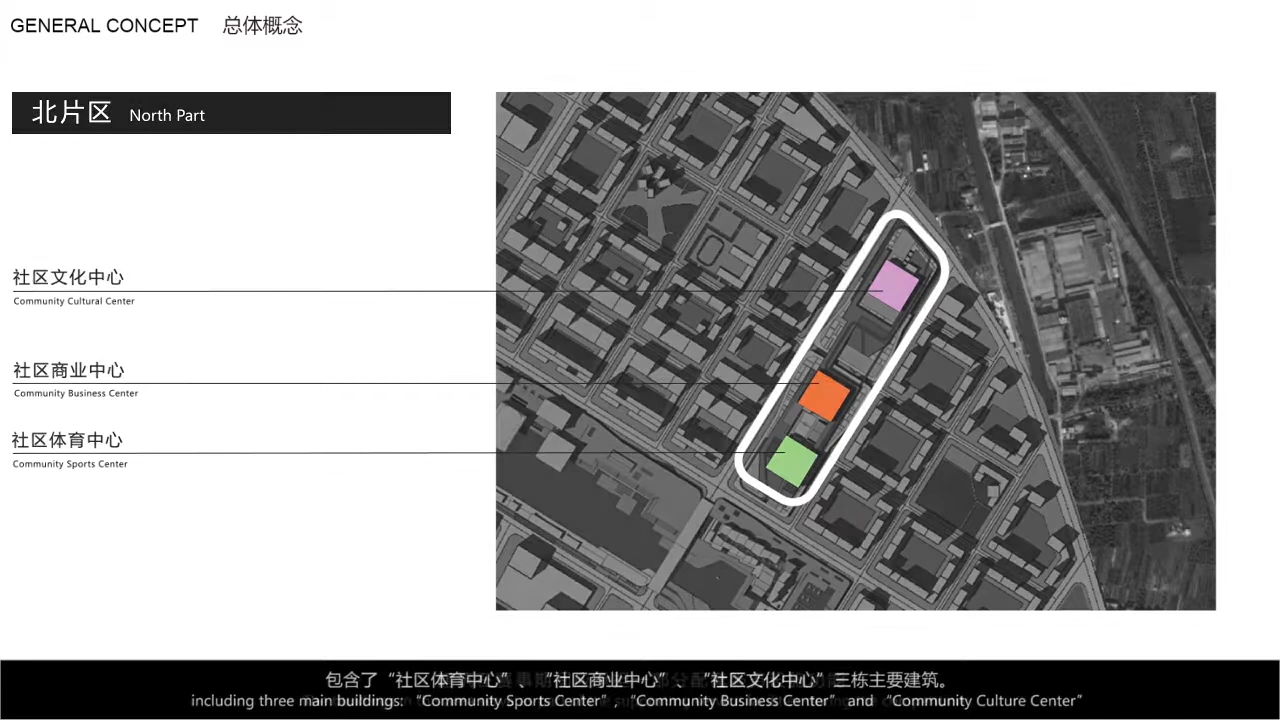 GENERAL CONCEPT 总体概念
北片区 North Part
社区文化中心
Community Cultural Center
社区商业中心
Community Business Center
社区体育中心
Community Sports Center
包含了“社区体育中心”、“社区商业中心”、“社区文化中心”三栋主要建筑。
including three main buildings: “Community Sports Center”, “Community Business Center” and “Community Culture Center”